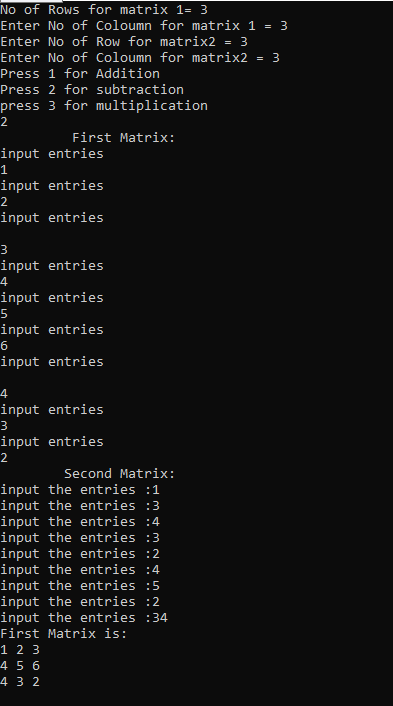 No of Rows for matrix 1= 3
Enter No of Coloumn for matrix 1 = 3
Enter No of Row for matrix2 = 3
Enter No of Coloumn for matrix2 = 3
Press 1 for Addition
Press 2 for subtraction
press 3 for multiplication
2
First Matrix:
input entries
1
input entries
2
input entries
3
input entries
4
input entries
5
input entries
6
input entries
4
input entries
3
input entries
2
Second Matrix:
input the entries :1
input the entries :3
input the entries :4
input the entries :3
input the entries :2
input the entries :4
input the entries :5
input the entries :2
input the entries :34
First Matrix is:
1 2 3
4 5 6
4 3 2